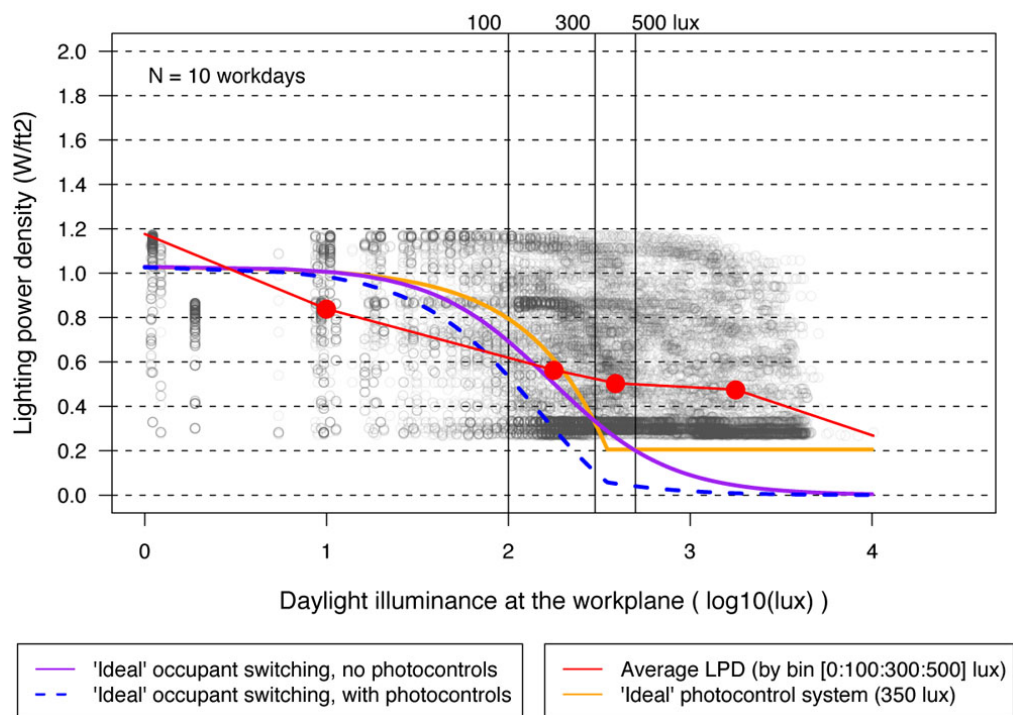 100 300 500 lux
N = 10 workdays
2.0
1.8
1.6
1.4
1.2
1.0
0.8
0.6
0.4
0.2
0.0
Lighting power density (W/ft2)
0 1 2 3 4
Daylight illuminance at the workplane ( log10(lux) )
'Ideal' occupant switching, no photocontrols
'Ideal' occupant switching, with photocontrols
Average LPD (by bin [0:100:300:500] lux)
'Ideal' photocontrol system (350 lux)